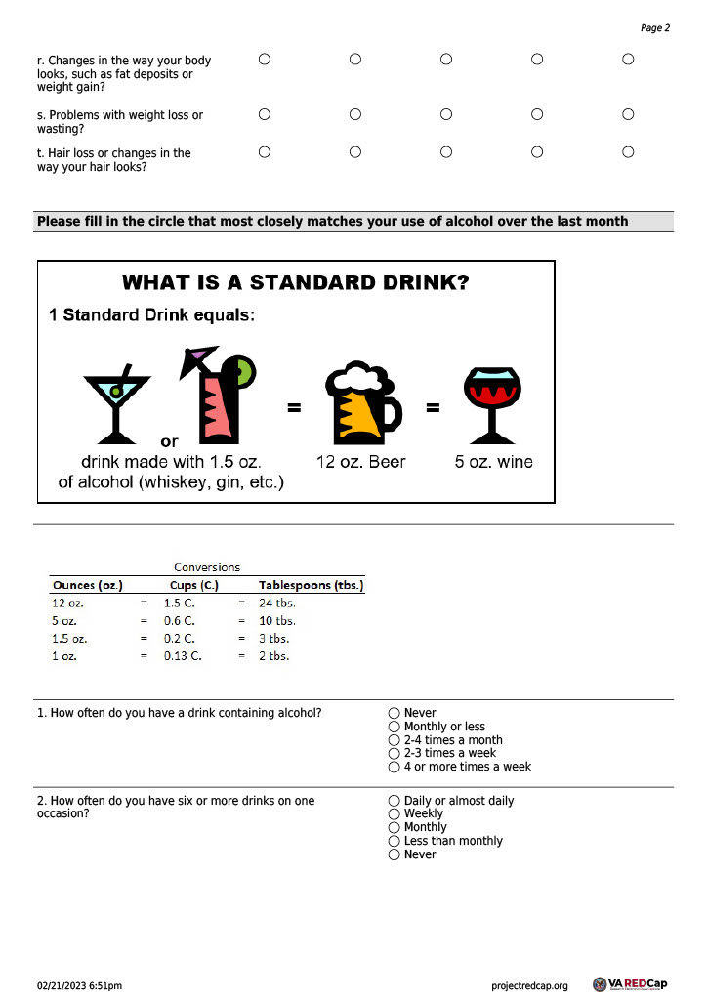 Page 2
r. Changes in the way your body
looks, such as fat deposits or
weight gain?
s. Problems with weight loss or
wasting?
t. Hair loss or changes in the
way your hair looks?
Please fill in the circle that most closely matches your use of alcohol over the last month
WHAT IS A STANDARD DRINK?
1 Standard Drink equals:
or = =
drink made with 1.5 oz. 12 oz. Beer 5 oz. wine
of alcohol (whiskey, gin, etc.)
Conversions
Ounces (oz.) Cups (C.) Tablespoons (tbs.)
12 oz. = 1.5 C. = 24 tbs.
5 oz. = 0.6 C. = 10 tbs.
1.5 oz. = 0.2 C. = 3 tbs.
1 oz. = 0.13 C. = 2 tbs.
1. How often do you have a drink containing alcohol?
Never
Monthly or less
2-4 times a month
2-3 times a week
4 or more times a week
2. How often do you have six or more drinks on one
occasion?
Daily or almost daily
Weekly
Monthly
Less than monthly
Never
02/21/2023 6:51pm projectredcap.org VA REDCap